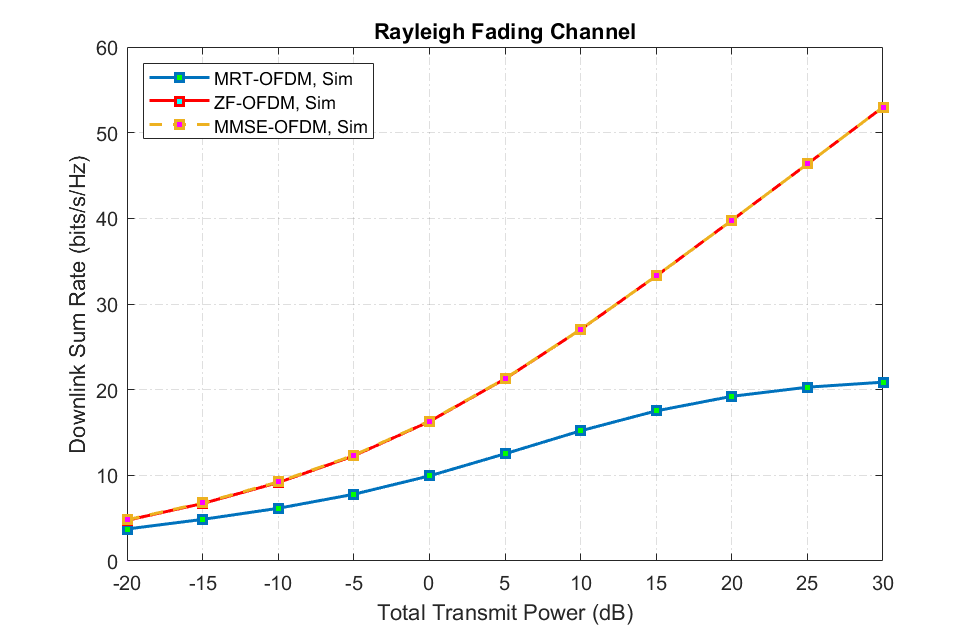 Rayleigh Fading Channel
60
50
40
30
20
10
0
Downlink Sum Rate (bits/s/Hz)
MRT-OFDM, Sim
ZF-OFDM, Sim
MMSE-OFDM, Sim
-20 -15 -10 -5 0 5 10 15 20 25 30
Total Transmit Power (dB)